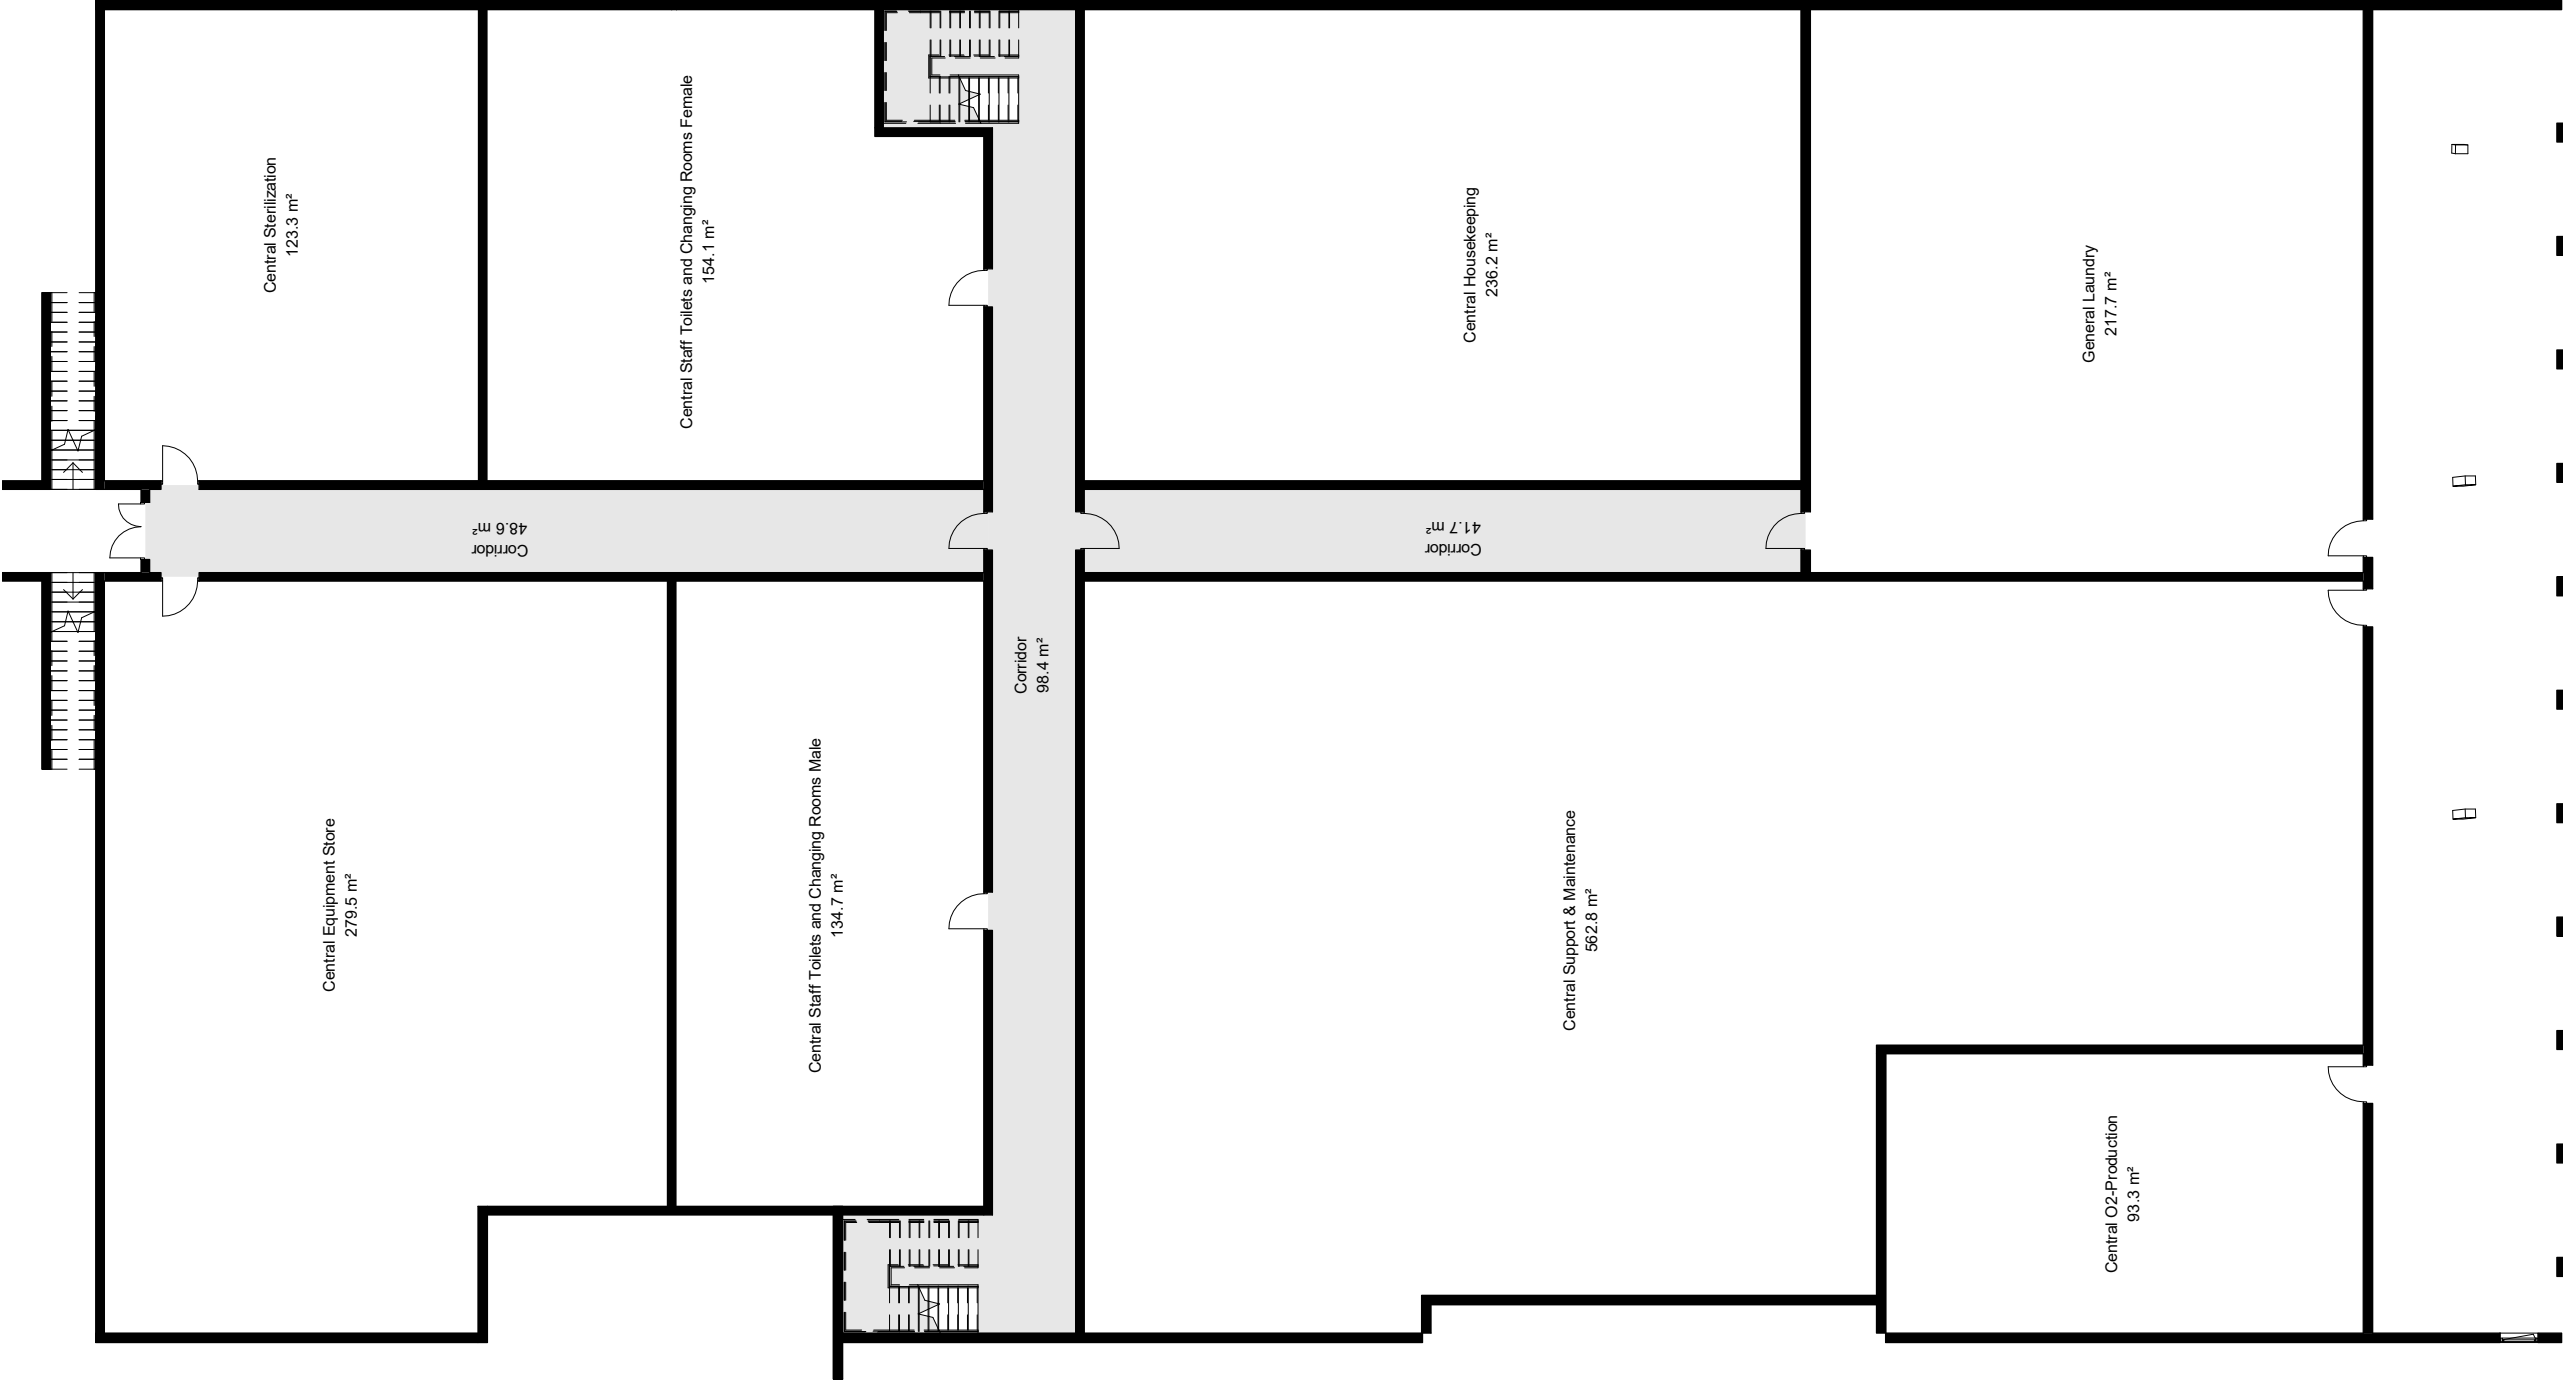 Central Sterilization
123.3 m²
Central Staff Toilets and Changing Rooms Female
154.1 m²
Central Housekeeping
236.2 m²
General Laundry
217.7 m²
Corridor
48.6 m²
Corridor
41.7 m²
Corridor
98.4 m²
Central Equipment Store
279.5 m²
Central Staff Toilets and Changing Rooms Male
134.7 m²
Central Support & Maintenance
562.8 m²
Central O2-Production
93.3 m²